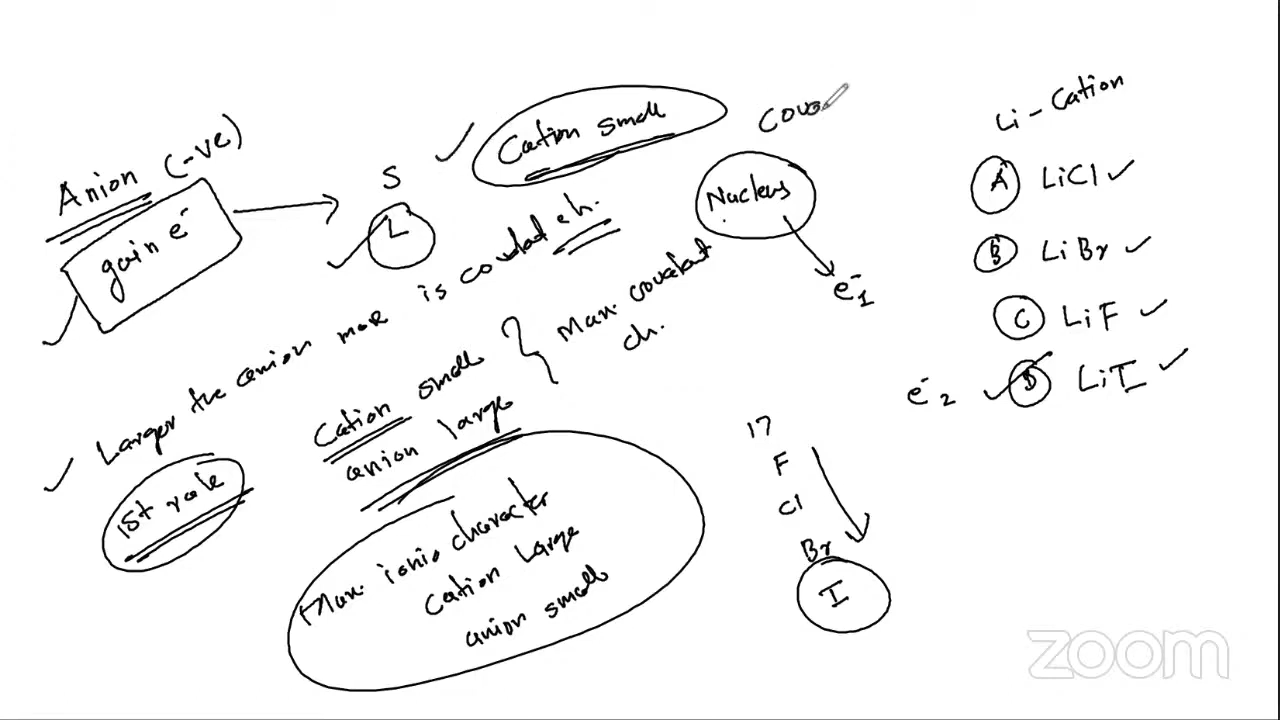 Anion (-ve)
gain e⁻
S
L
Cation small
Cova
Nucleus
e⁻1
Larger the anion more is covalent ch.
1st rule
Cation small
anion large
Max. covalent
ch.
Max. ionic character
Cation Large
anion small
Li - Cation
A LiCl
B LiBr
C LiF
D LiI
e⁻2
17
F
Cl
Br
I
zoom